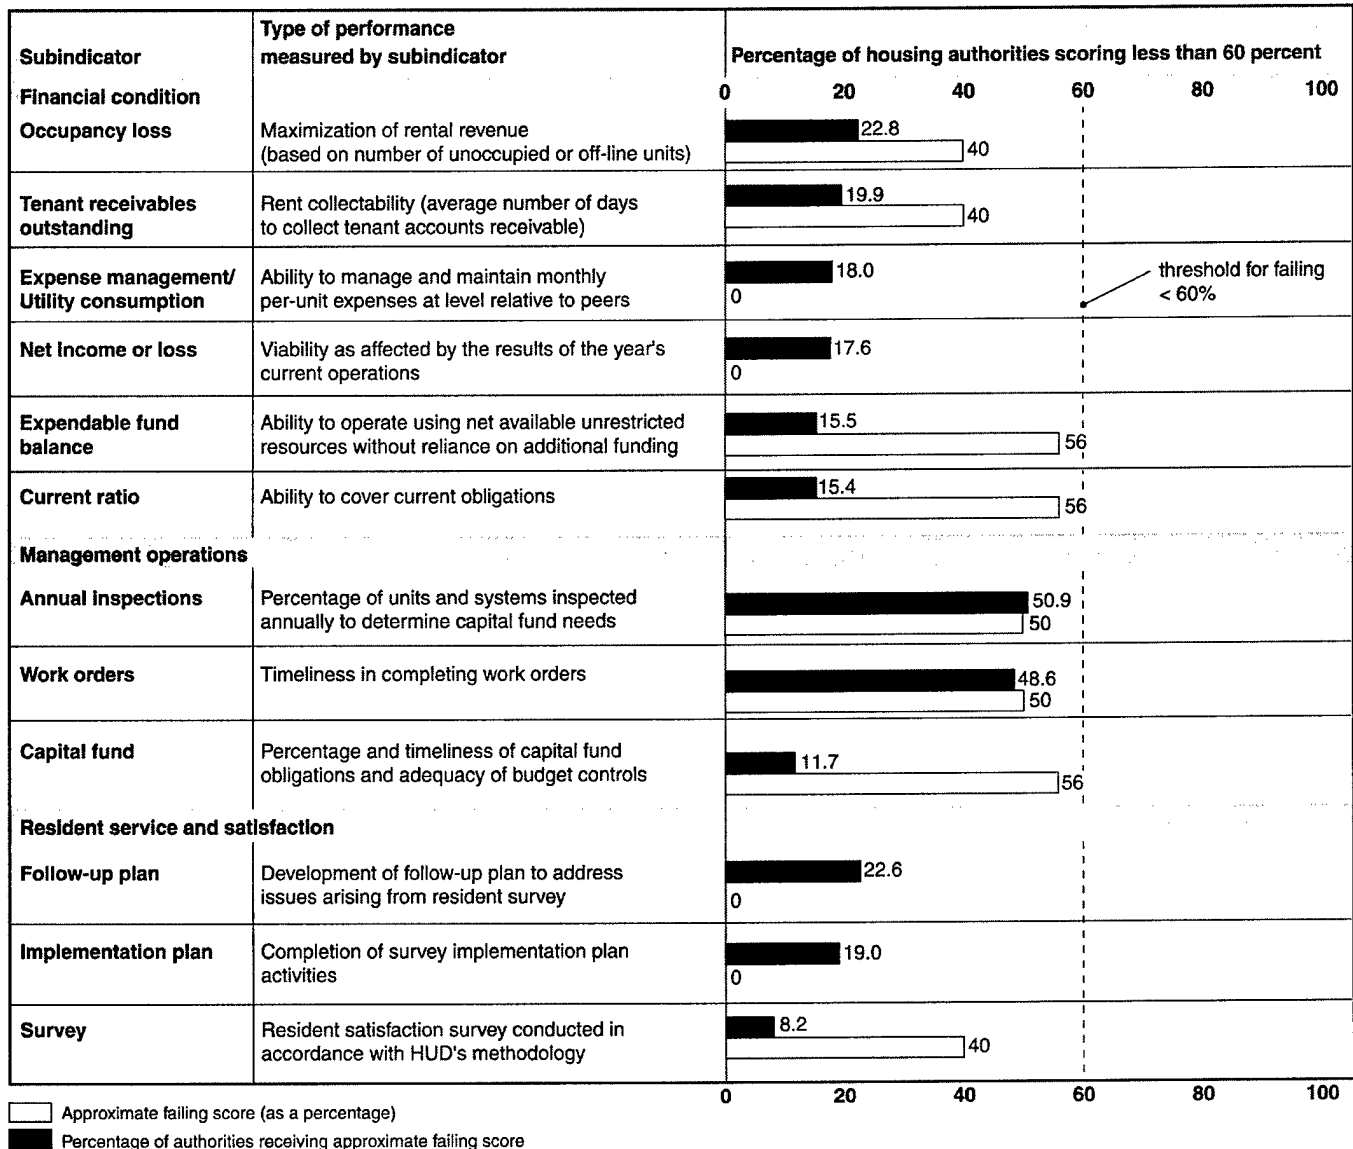 Subindicator
Type of performance
measured by subindicator
Percentage of housing authorities scoring less than 60 percent
0 20 40 60 80 100
Financial condition
Occupancy loss
Maximization of rental revenue
(based on number of unoccupied or off-line units)
22.8
40
Tenant receivables
outstanding
Rent collectability (average number of days
to collect tenant accounts receivable)
19.9
40
Expense management/
Utility consumption
Ability to manage and maintain monthly
per-unit expenses at level relative to peers
18.0
0
threshold for failing
< 60%
Net Income or loss
Viability as affected by the results of the year's
current operations
17.6
0
Expendable fund
balance
Ability to operate using net available unrestricted
resources without reliance on additional funding
15.5
56
Current ratio
Ability to cover current obligations
15.4
56
Management operations
Annual inspections
Percentage of units and systems inspected
annually to determine capital fund needs
50.9
50
Work orders
Timeliness in completing work orders
48.6
50
Capital fund
Percentage and timeliness of capital fund
obligations and adequacy of budget controls
11.7
56
Resident service and satisfaction
Follow-up plan
Development of follow-up plan to address
issues arising from resident survey
22.6
0
Implementation plan
Completion of survey implementation plan
activities
19.0
0
Survey
Resident satisfaction survey conducted in
accordance with HUD's methodology
8.2
40
0 20 40 60 80 100
Approximate failing score (as a percentage)
Percentage of authorities receiving approximate failing score